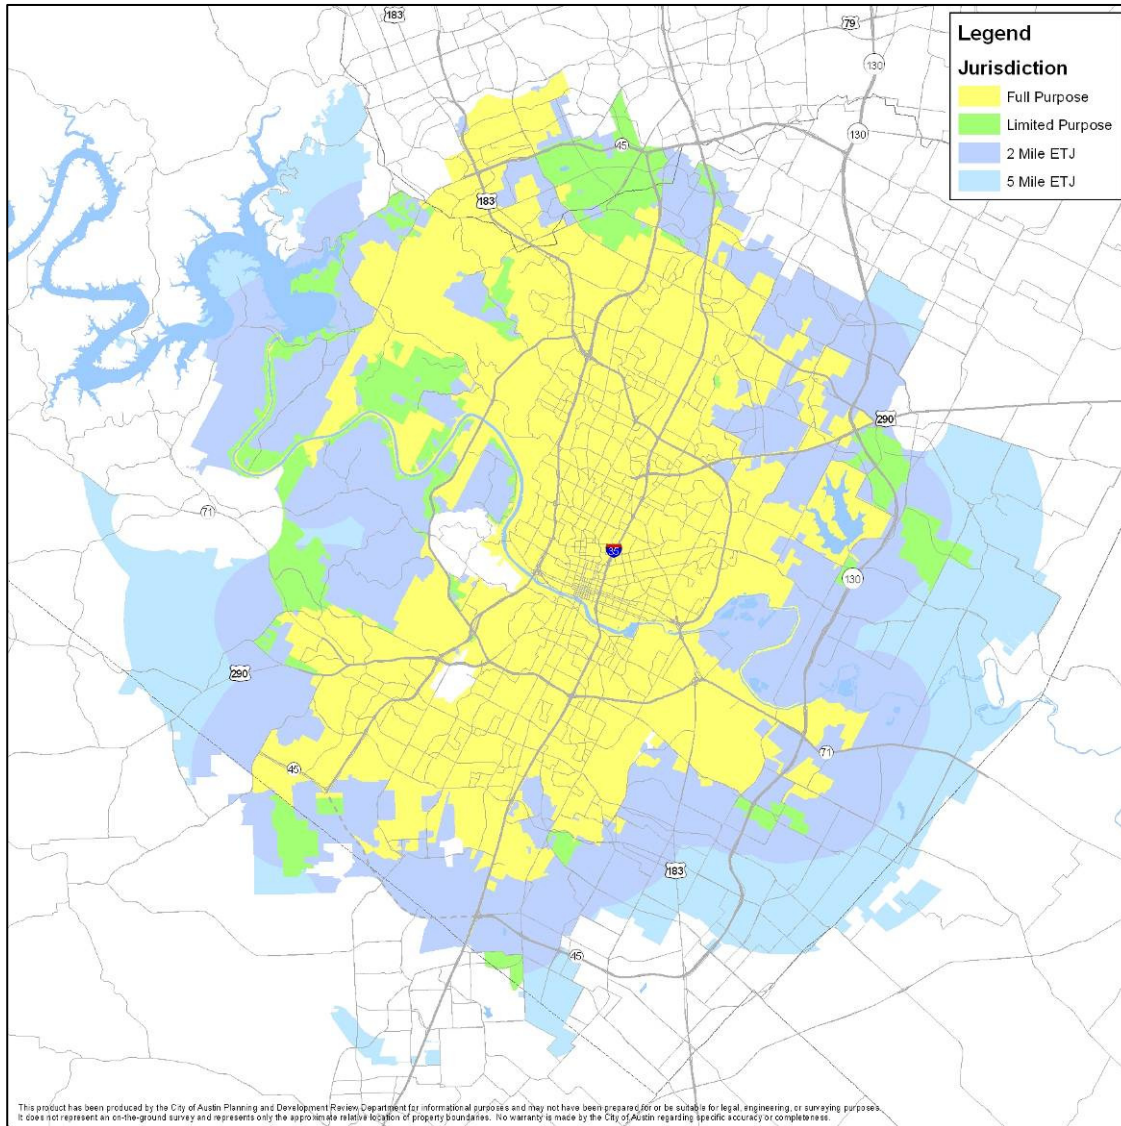 183
79
Legend
130
Jurisdiction
Full Purpose
Limited Purpose
2 Mile ETJ
5 Mile ETJ
130
45
183
290
71
35
130
290
71
45
183
45
This product has been produced by the City of Austin Planning and Development Review Department for informational purposes and may not have been prepared for or be suitable for legal, engineering, or surveying purposes.
It does not represent an on-the-ground survey and represents only the approximate relative location of property boundaries. No warranty is made by the City of Austin regarding specific accuracy or completeness.